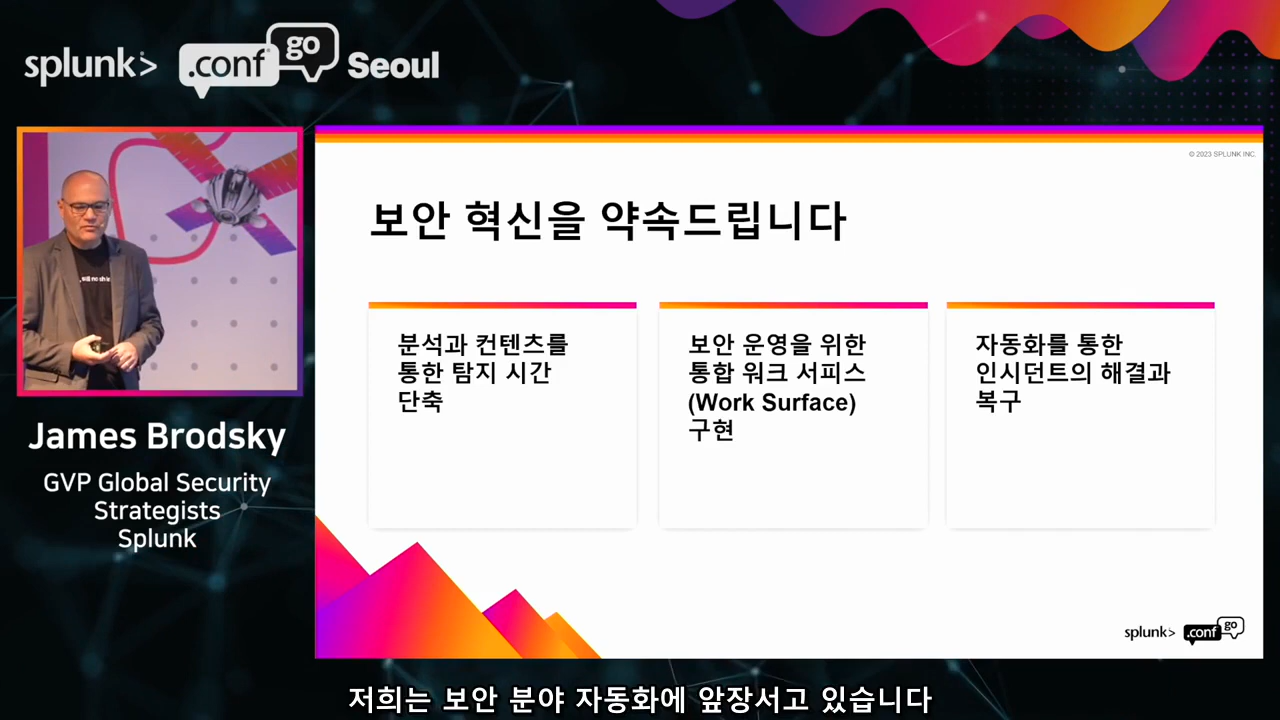 splunk> .conf go Seoul
© 2023 SPLUNK INC.
보안 혁신을 약속드립니다
분석과 컨텐츠를
통한 탐지 시간
단축
보안 운영을 위한
통합 워크 서피스
(Work Surface)
구현
자동화를 통한
인시던트의 해결과
복구
James Brodsky
GVP Global Security
Strategists
Splunk
splunk> .conf go
저희는 보안 분야 자동화에 앞장서고 있습니다